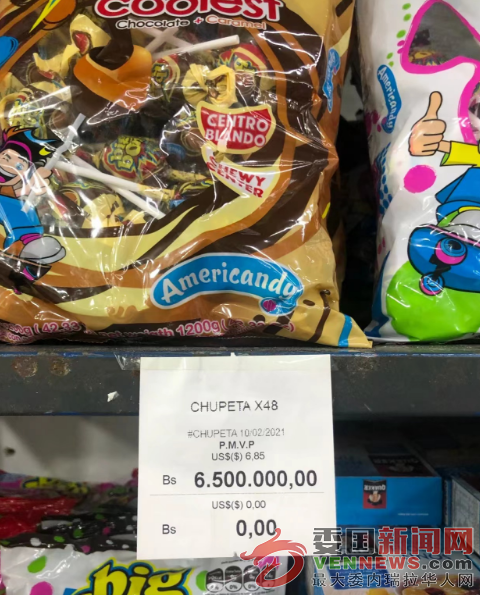 coolest
Chocolate + Caramel
CENTRO
BLANDO
CHEWY
CENTER
Americandy
Americandy
1200g
CHUPETA X48
#CHUPETA 10/02/2021
P.M.V.P
US$($) 6,85
Bs 6.500.000,00
US$($) 0,00
Bs 0,00
QUAKER
big
委国新闻网
VENNEWS.COM
最大委内瑞拉华人网